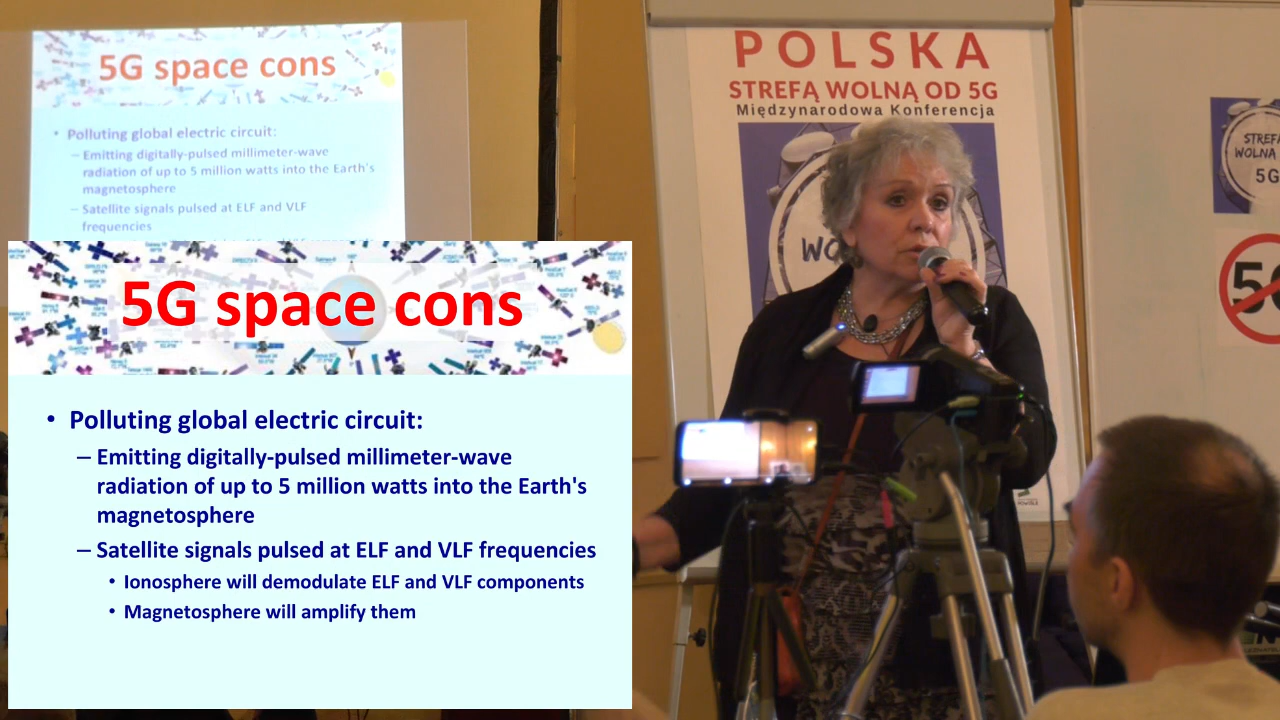 5G space cons
• Polluting global electric circuit:
– Emitting digitally-pulsed millimeter-wave
radiation of up to 5 million watts into the Earth's
magnetosphere
– Satellite signals pulsed at ELF and VLF
frequencies
5G space cons
• Polluting global electric circuit:
– Emitting digitally-pulsed millimeter-wave
radiation of up to 5 million watts into the Earth's
magnetosphere
– Satellite signals pulsed at ELF and VLF frequencies
• Ionosphere will demodulate ELF and VLF components
• Magnetosphere will amplify them
POLSKA
STREFĄ WOLNĄ OD 5G
Międzynarodowa Konferencja
WO
STREFA
WOLNA
5G
5G